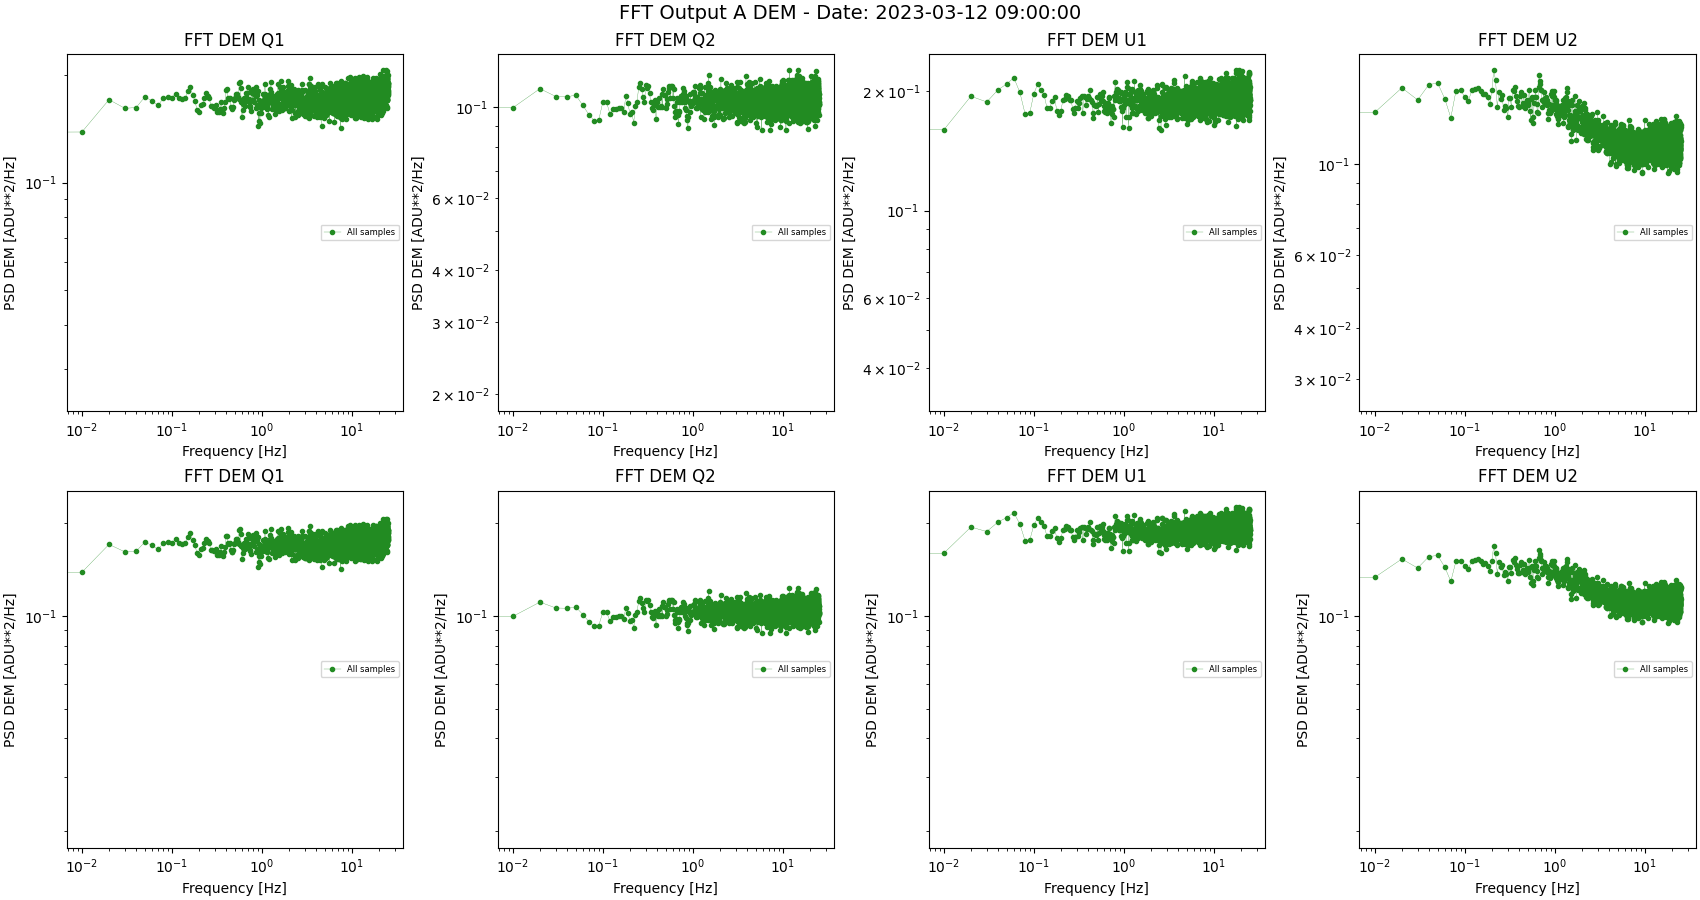 FFT Output A DEM - Date: 2023-03-12 09:00:00
FFT DEM Q1
FFT DEM Q2
FFT DEM U1
FFT DEM U2
PSD DEM [ADU**2/Hz]
10⁻¹
All samples
10⁻² 10⁻¹ 10⁰ 10¹
Frequency [Hz]
PSD DEM [ADU**2/Hz]
10⁻¹
6 × 10⁻²
4 × 10⁻²
3 × 10⁻²
2 × 10⁻²
All samples
10⁻² 10⁻¹ 10⁰ 10¹
Frequency [Hz]
PSD DEM [ADU**2/Hz]
2 × 10⁻¹
10⁻¹
6 × 10⁻²
4 × 10⁻²
All samples
10⁻² 10⁻¹ 10⁰ 10¹
Frequency [Hz]
PSD DEM [ADU**2/Hz]
10⁻¹
6 × 10⁻²
4 × 10⁻²
3 × 10⁻²
All samples
10⁻² 10⁻¹ 10⁰ 10¹
Frequency [Hz]
FFT DEM Q1
FFT DEM Q2
FFT DEM U1
FFT DEM U2
PSD DEM [ADU**2/Hz]
10⁻¹
All samples
10⁻² 10⁻¹ 10⁰ 10¹
Frequency [Hz]
PSD DEM [ADU**2/Hz]
10⁻¹
All samples
10⁻² 10⁻¹ 10⁰ 10¹
Frequency [Hz]
PSD DEM [ADU**2/Hz]
All samples
10⁻² 10⁻¹ 10⁰ 10¹
Frequency [Hz]
PSD DEM [ADU**2/Hz]
10⁻¹
All samples
10⁻² 10⁻¹ 10⁰ 10¹
Frequency [Hz]